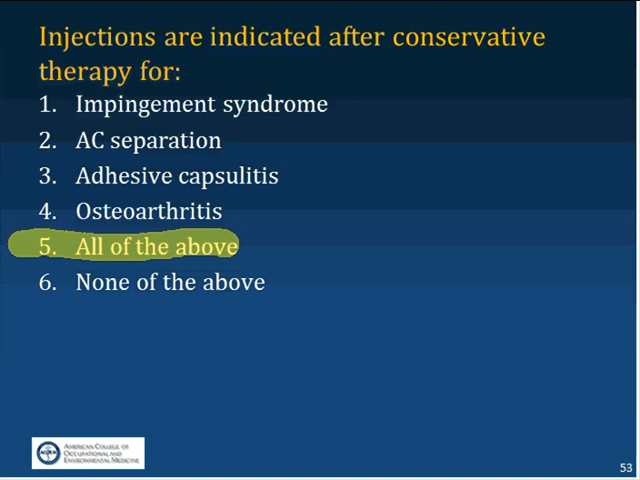 Injections are indicated after conservative
therapy for:
1. Impingement syndrome
2. AC separation
3. Adhesive capsulitis
4. Osteoarthritis
5. All of the above
6. None of the above
AMERICAN COLLEGE OF
OCCUPATIONAL AND
ENVIRONMENTAL MEDICINE
53